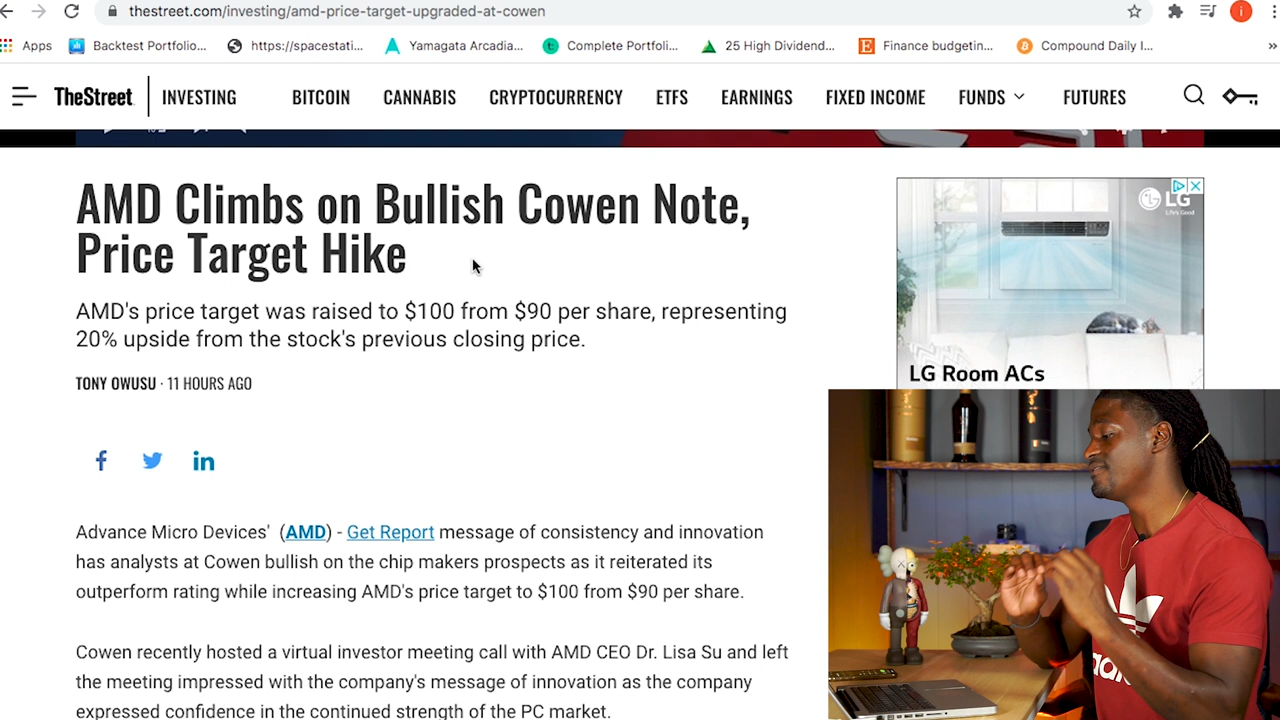 thestreet.com/investing/amd-price-target-upgraded-at-cowen
i
Apps Backtest Portfolio... https://spacestati... Yamagata Arcadia... Complete Portfoli... 25 High Dividend... Finance budgetin... Compound Daily I... »
TheStreet INVESTING BITCOIN CANNABIS CRYPTOCURRENCY ETFS EARNINGS FIXED INCOME FUNDS FUTURES
AMD Climbs on Bullish Cowen Note,
Price Target Hike
AMD's price target was raised to $100 from $90 per share, representing
20% upside from the stock's previous closing price.
TONY OWUSU · 11 HOURS AGO
LG
Life's Good
LG Room ACs
Advance Micro Devices' (AMD) - Get Report message of consistency and innovation
has analysts at Cowen bullish on the chip makers prospects as it reiterated its
outperform rating while increasing AMD's price target to $100 from $90 per share.
Cowen recently hosted a virtual investor meeting call with AMD CEO Dr. Lisa Su and left
the meeting impressed with the company's message of innovation as the company
expressed confidence in the continued strength of the PC market.